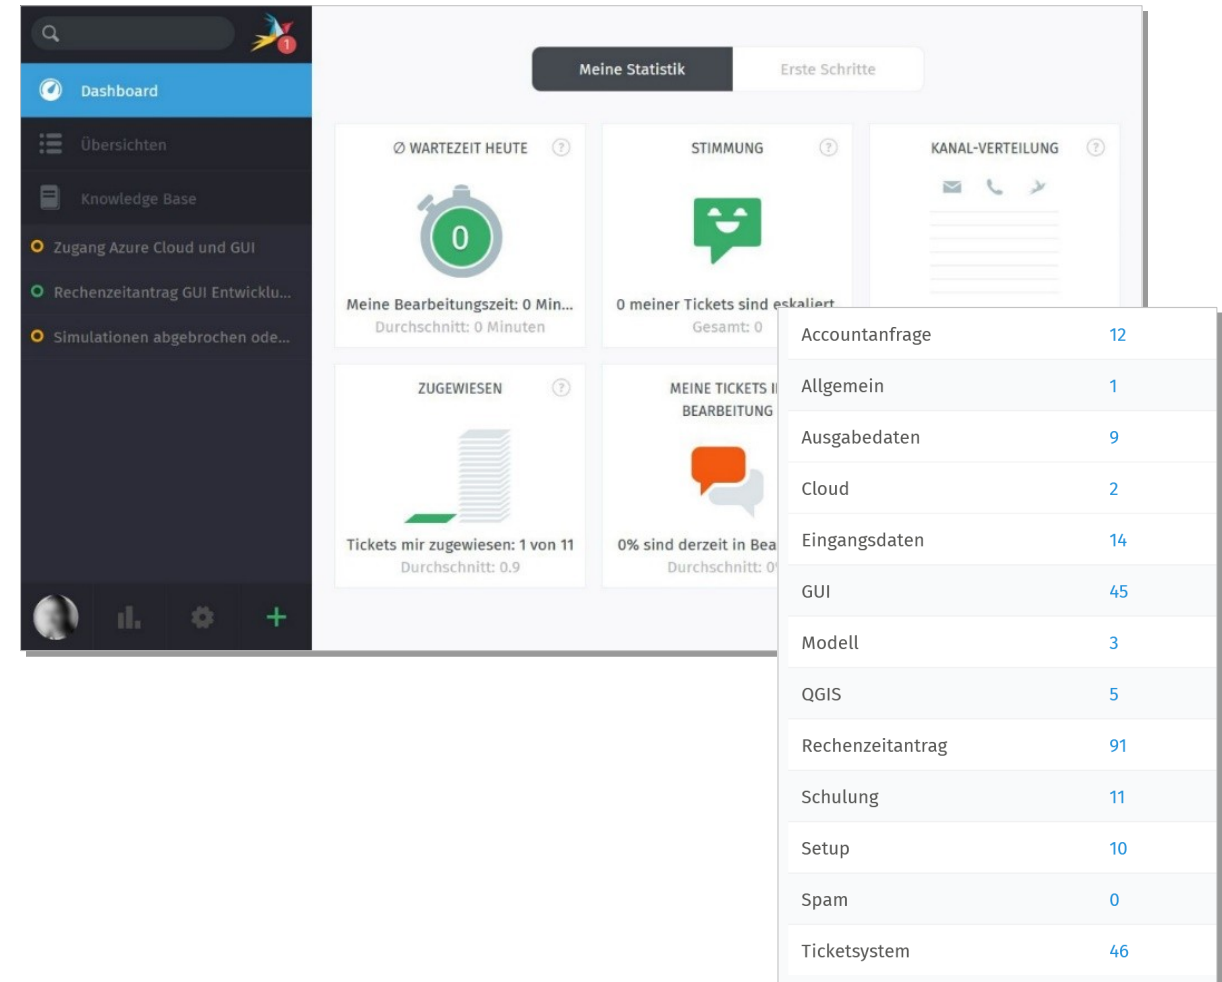 1
Dashboard
Übersichten
Knowledge Base
Zugang Azure Cloud und GUI
Rechenzeitantrag GUI Entwicklu...
Simulationen abgebrochen ode...
Meine Statistik
Erste Schritte
Ø WARTEZEIT HEUTE ?
0
Meine Bearbeitungszeit: 0 Min...
Durchschnitt: 0 Minuten
STIMMUNG ?
0 meiner Tickets sind eskaliert
Gesamt: 0
KANAL-VERTEILUNG ?
ZUGEWIESEN ?
Tickets mir zugewiesen: 1 von 11
Durchschnitt: 0.9
MEINE TICKETS I
BEARBEITUNG
0% sind derzeit in Bea
Durchschnitt: 0
Accountanfrage 12
Allgemein 1
Ausgabedaten 9
Cloud 2
Eingangsdaten 14
GUI 45
Modell 3
QGIS 5
Rechenzeitantrag 91
Schulung 11
Setup 10
Spam 0
Ticketsystem 46